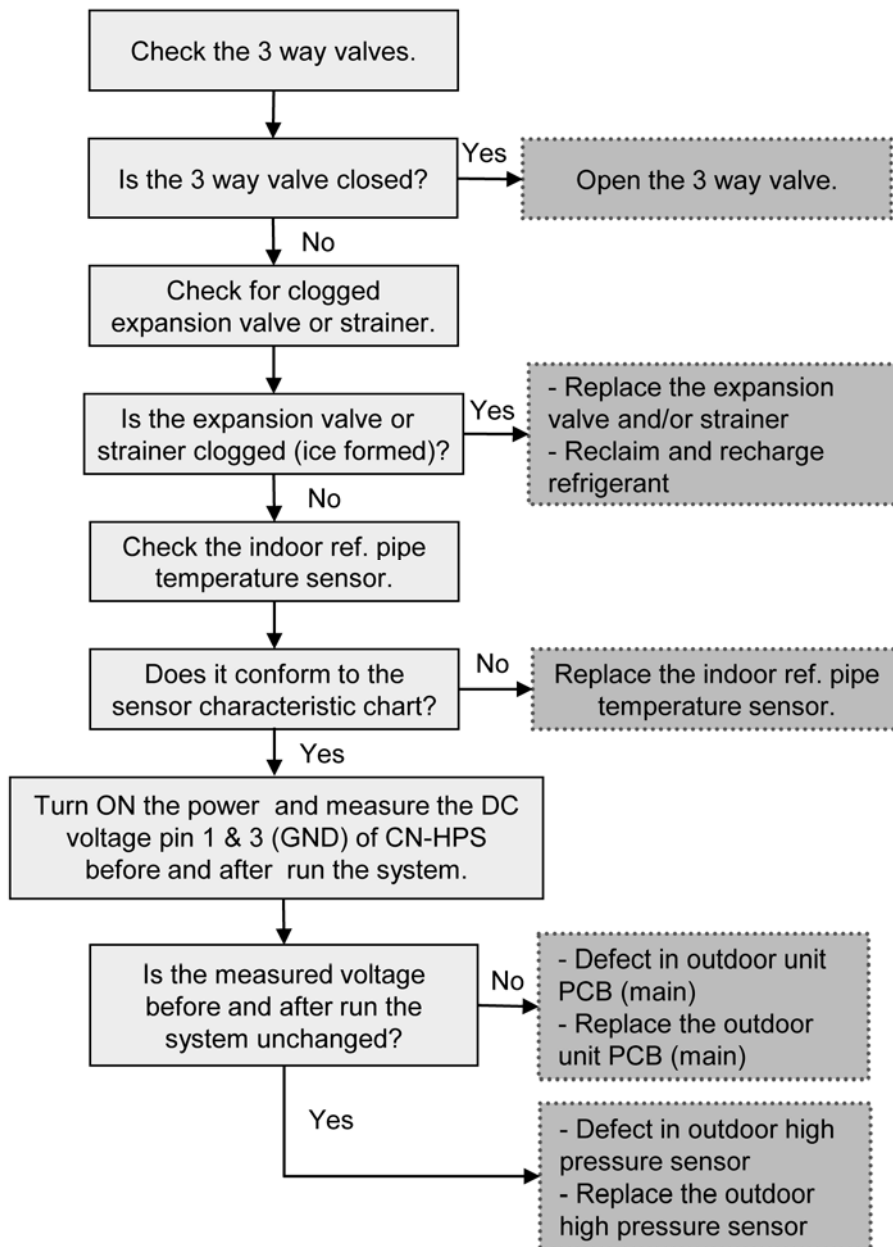 Check the 3 way valves.
Is the 3 way valve closed?
Yes
Open the 3 way valve.
No
Check for clogged
expansion valve or strainer.
Is the expansion valve or
strainer clogged (ice formed)?
Yes
- Replace the expansion
valve and/or strainer
- Reclaim and recharge
refrigerant
No
Check the indoor ref. pipe
temperature sensor.
Does it conform to the
sensor characteristic chart?
No
Replace the indoor ref. pipe
temperature sensor.
Yes
Turn ON the power and measure the DC
voltage pin 1 & 3 (GND) of CN-HPS
before and after run the system.
Is the measured voltage
before and after run the
system unchanged?
No
- Defect in outdoor unit
PCB (main)
- Replace the outdoor
unit PCB (main)
Yes
- Defect in outdoor high
pressure sensor
- Replace the outdoor
high pressure sensor